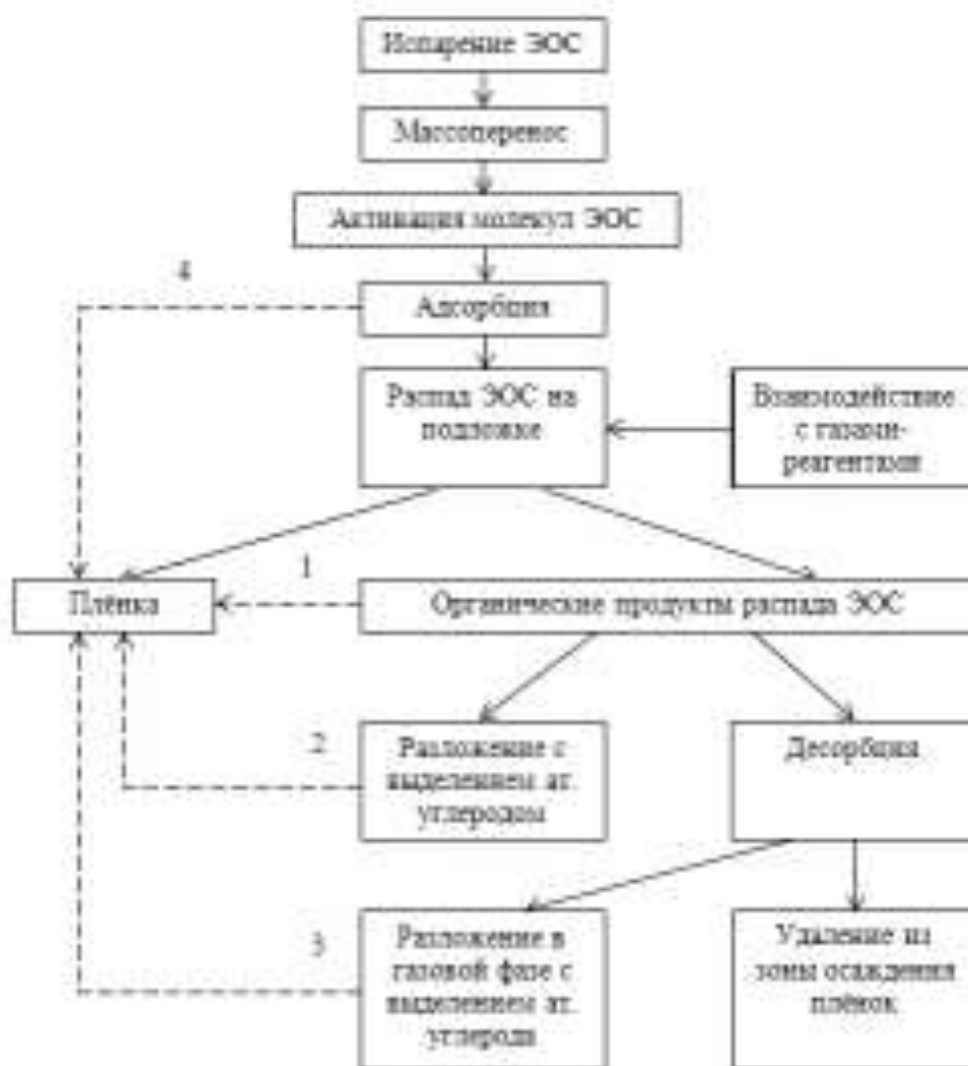 Испарение ЭОС
Массоперенос
Активация молекул ЭОС
4
Адсорбция
Распад ЭОС на
подложке
Взаимодействие
с газами-
реагентами
1
Плёнка
Органические продукты распада ЭОС
2
Разложение с
выделением ат.
углеродом
Десорбция
3
Разложение в
газовой фазе с
выделением ат.
углерода
Удаление из
зоны осаждения
плёнок